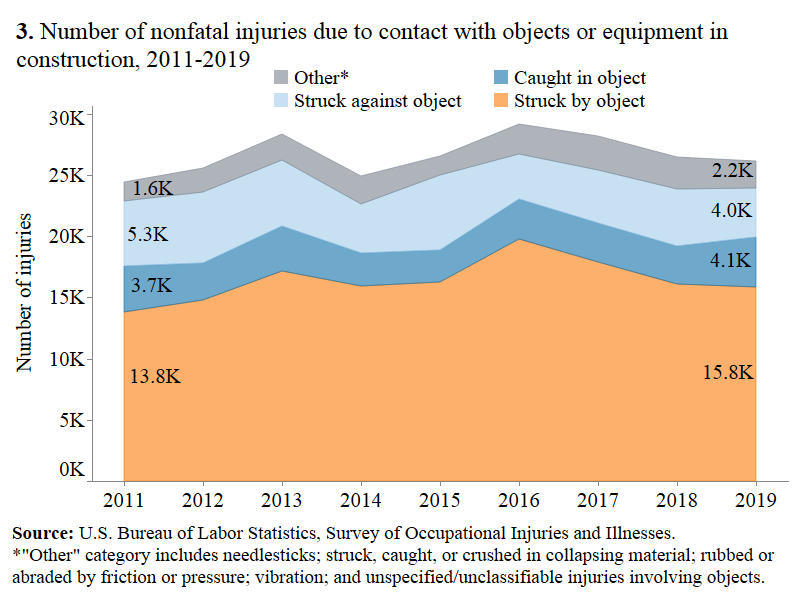 3. Number of nonfatal injuries due to contact with objects or equipment in
construction, 2011-2019
Other*
Caught in object
Struck against object
Struck by object
Number of injuries
30K
25K
20K
15K
10K
5K
0K
1.6K
5.3K
3.7K
13.8K
2.2K
4.0K
4.1K
15.8K
2011 2012 2013 2014 2015 2016 2017 2018 2019
Source: U.S. Bureau of Labor Statistics, Survey of Occupational Injuries and Illnesses.
*"Other" category includes needlesticks; struck, caught, or crushed in collapsing material; rubbed or
abraded by friction or pressure; vibration; and unspecified/unclassifiable injuries involving objects.